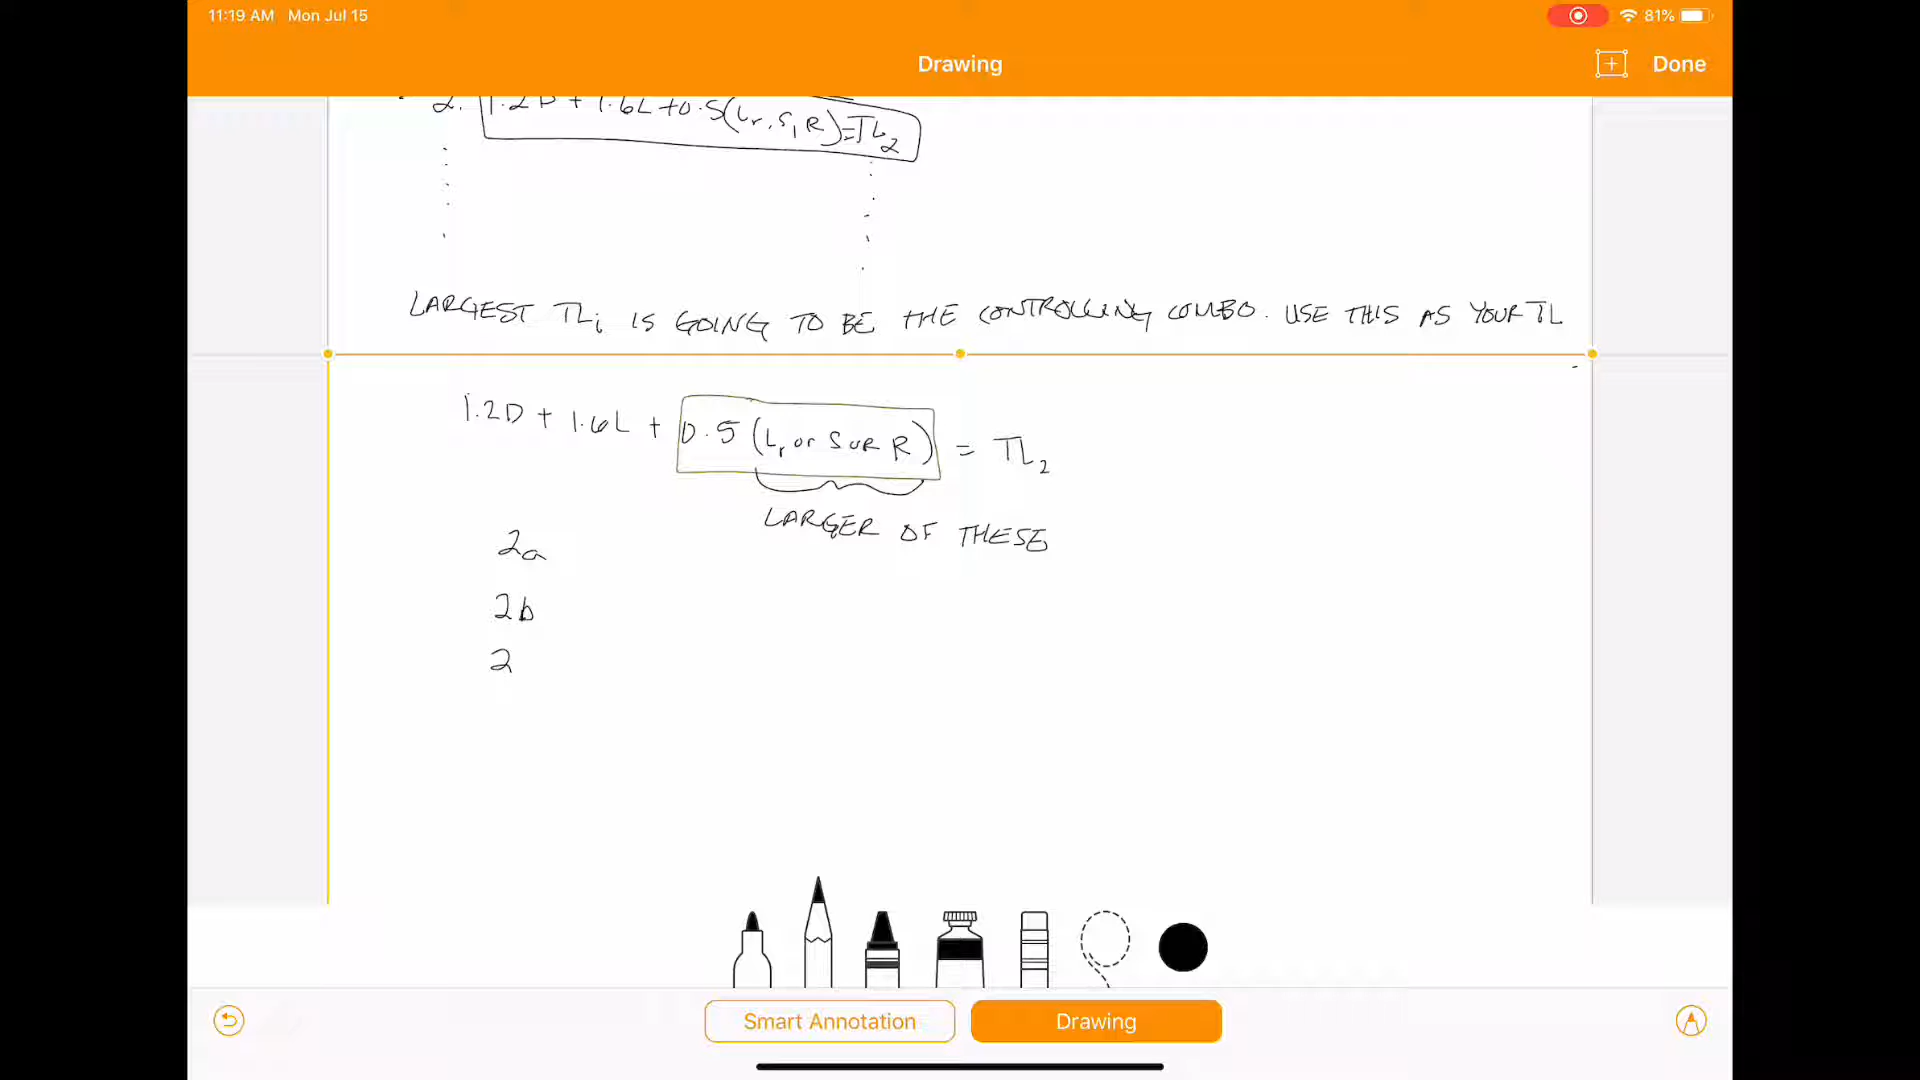 11:19 AM Mon Jul 15 81%
Drawing Done
2. 1.2D + 1.6L + 0.5(Lr, S, R) = TL2
LARGEST TLi IS GOING TO BE THE CONTROLLING COMBO. USE THIS AS YOUR TL
1.2D + 1.6L + 0.5 (Lr or S OR R) = TL2
LARGER OF THESE
2a
2b
2
Smart Annotation Drawing